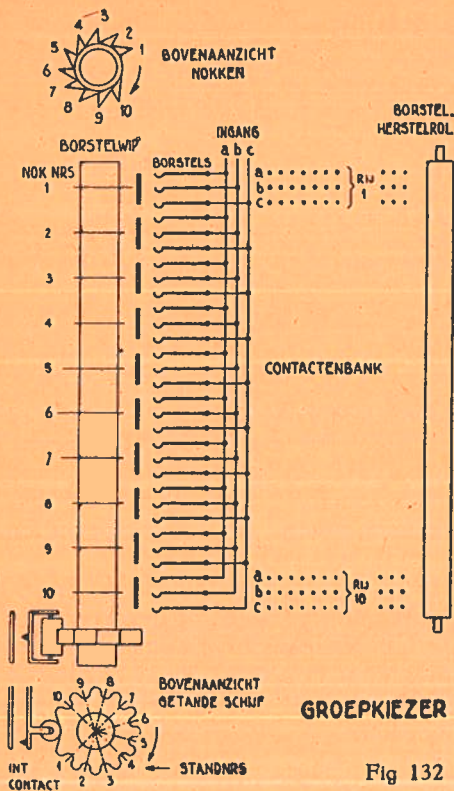 3
4 2
5 1
6
7
8 10
9
BOVENAANZICHT
NOKKEN
BORSTEL.
HERSTELROL
BORSTELWIP
INGANG
a b c
NOK NRS
BORSTELS
1
2
3
4
5
6
7
8
9
10
a
b
c
RIJ
1
CONTACTENBANK
a
b
c
RIJ
10
BOVENAANZICHT
GETANDE SCHIJF
9 8
10 7
6
5
1 4
2 3
STANDNRS
INT
CONTACT
GROEPKIEZER
Fig 132